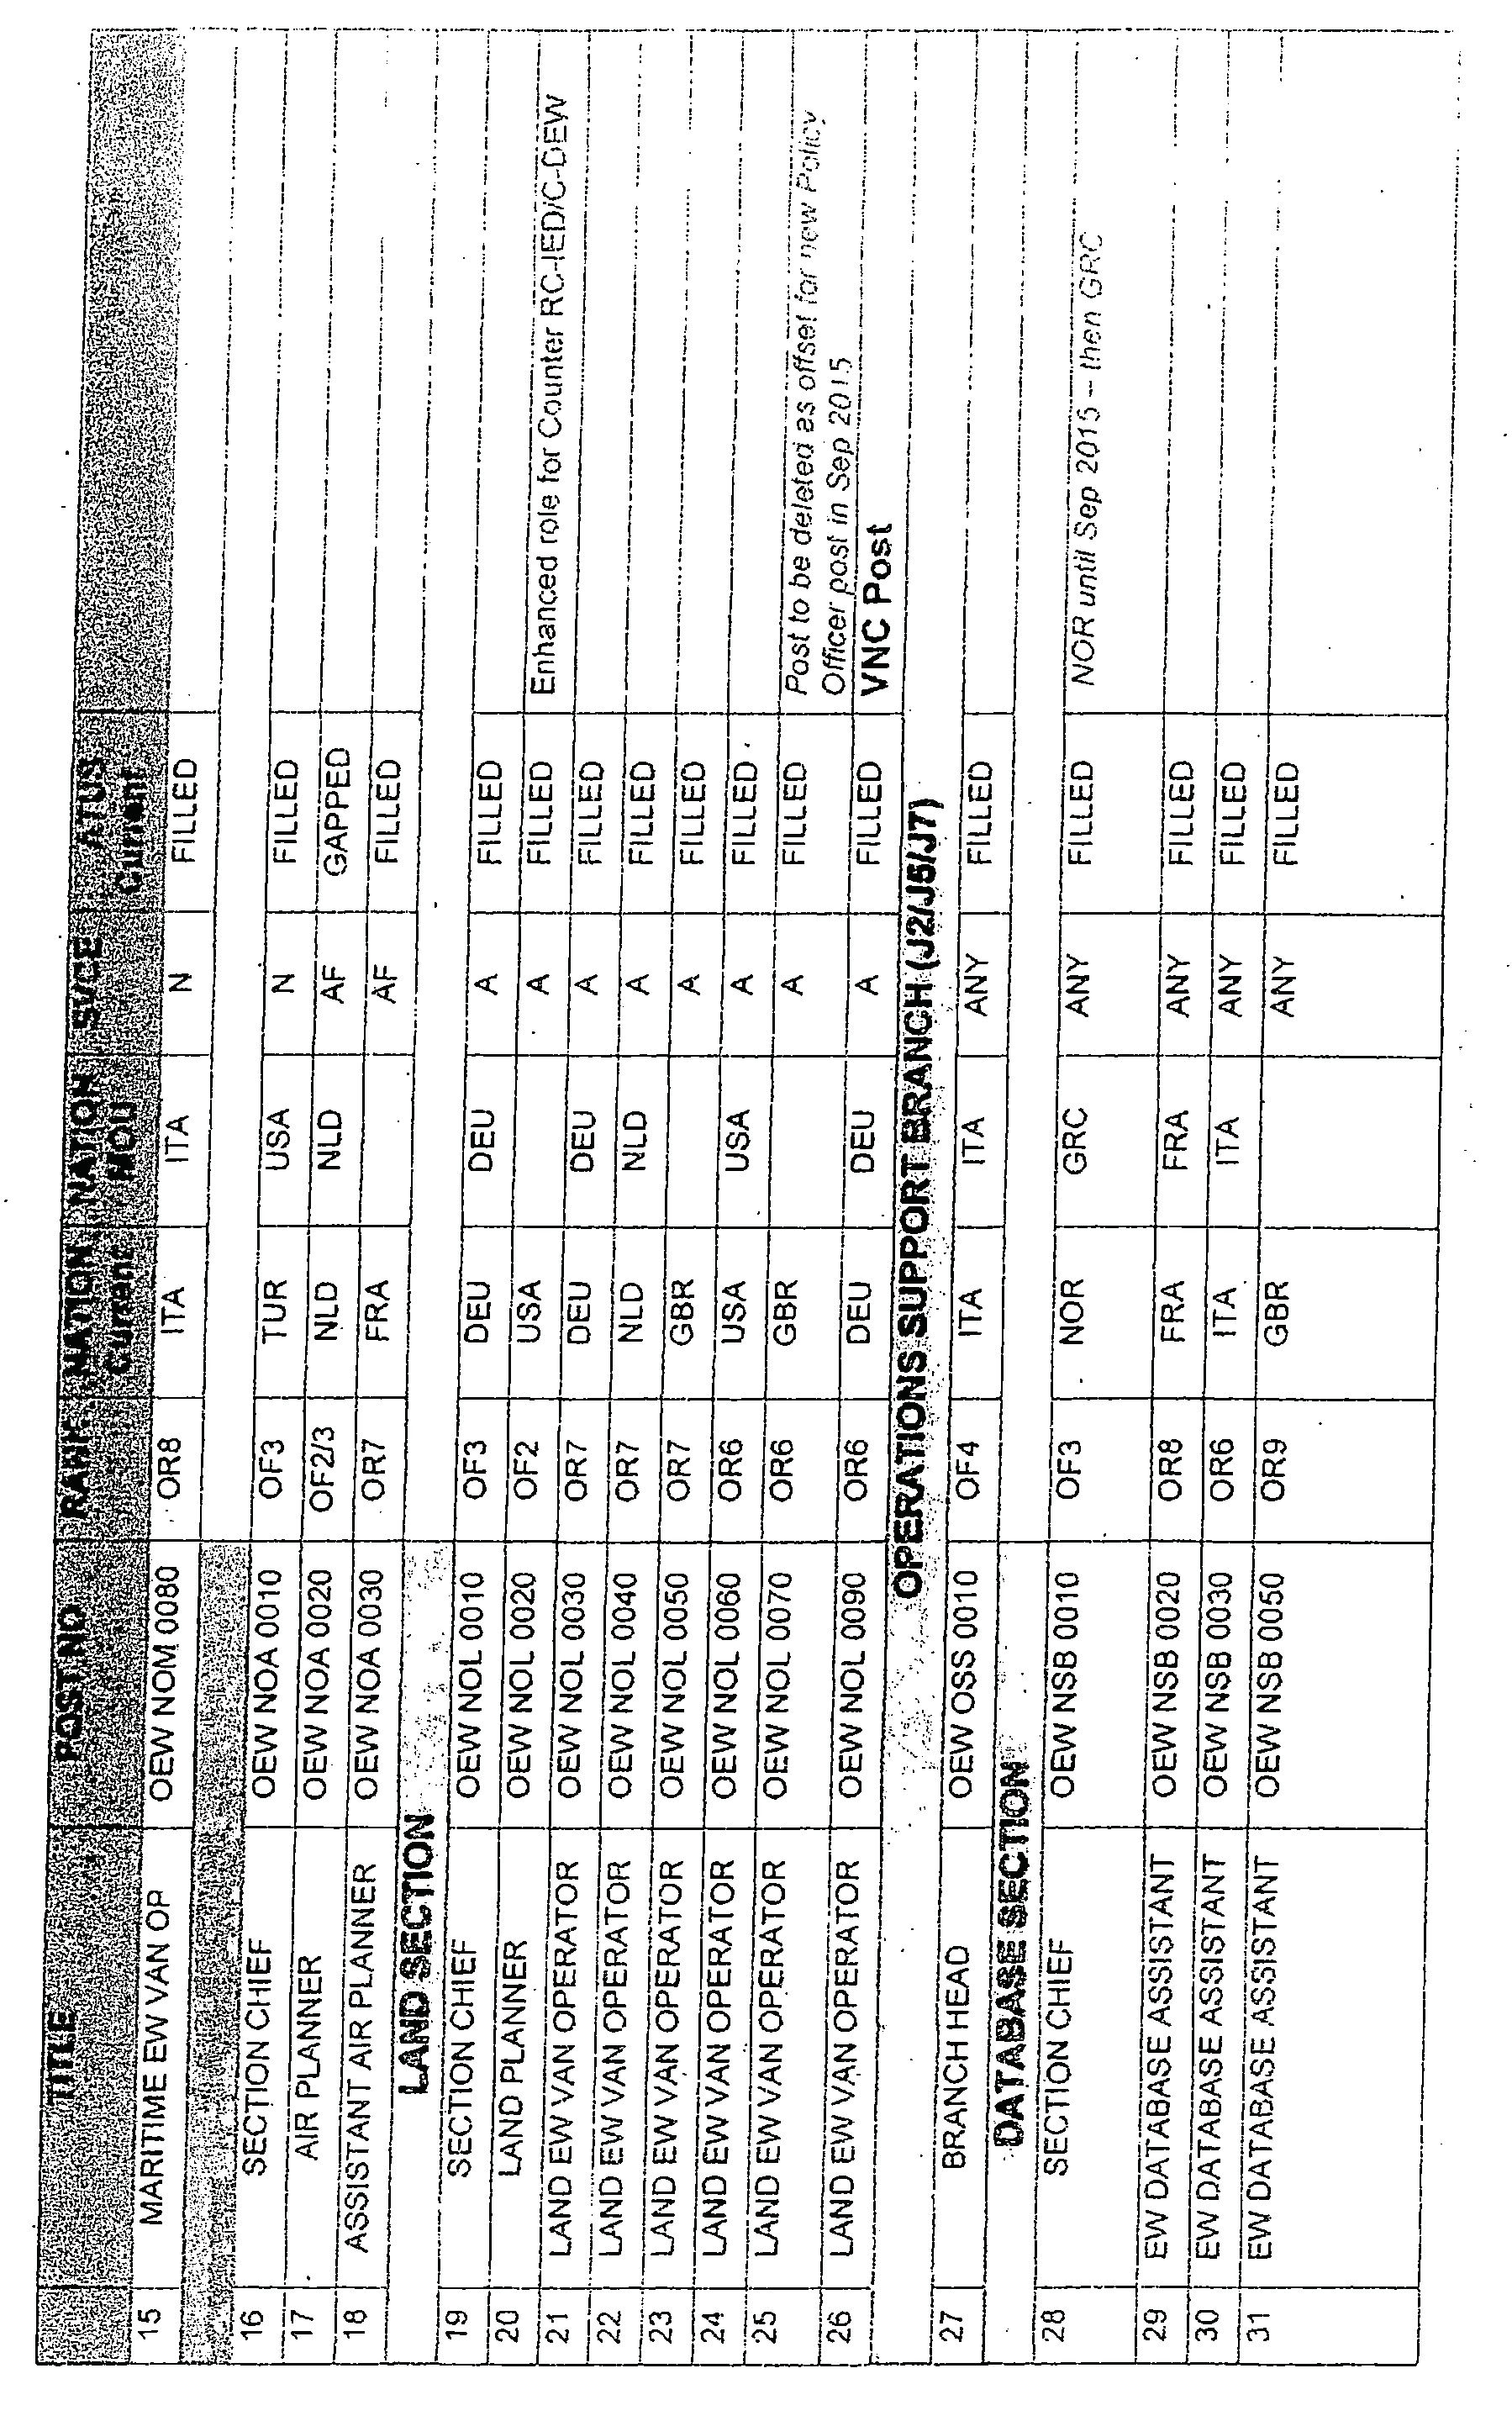 TITLE POST NO RANK NATION Current NATION MOU SVCE STATUS Current
15 MARITIME EW VAN OP OEW NOM 0080 OR8 ITA ITA N FILLED
16 SECTION CHIEF OEW NOA 0010 OF3 TUR USA N FILLED
17 AIR PLANNER OEW NOA 0020 OF2/3 NLD NLD AF GAPPED
18 ASSISTANT AIR PLANNER OEW NOA 0030 OR7 FRA AF FILLED
LAND SECTION
19 SECTION CHIEF OEW NOL 0010 OF3 DEU DEU A FILLED
20 LAND PLANNER OEW NOL 0020 OF2 USA A FILLED Enhanced role for Counter RC-IED/C-DEW
21 LAND EW VAN OPERATOR OEW NOL 0030 OR7 DEU DEU A FILLED
22 LAND EW VAN OPERATOR OEW NOL 0040 OR7 NLD NLD A FILLED
23 LAND EW VAN OPERATOR OEW NOL 0050 OR7 GBR A FILLED
24 LAND EW VAN OPERATOR OEW NOL 0060 OR6 USA USA A FILLED
25 LAND EW VAN OPERATOR OEW NOL 0070 OR6 GBR A FILLED Post to be deleted as offset for new Policy
Officer post in Sep 2015
26 LAND EW VAN OPERATOR OEW NOL 0090 OR6 DEU DEU A FILLED VNC Post
OPERATIONS SUPPORT BRANCH (J2/J5/J7)
27 BRANCH HEAD OEW OSS 0010 OF4 ITA ITA ANY FILLED
DATABASE SECTION
28 SECTION CHIEF OEW NSB 0010 OF3 NOR GRC ANY FILLED NOR until Sep 2015 – then GRC
29 EW DATABASE ASSISTANT OEW NSB 0020 OR8 FRA FRA ANY FILLED
30 EW DATABASE ASSISTANT OEW NSB 0030 OR6 ITA ITA ANY FILLED
31 EW DATABASE ASSISTANT OEW NSB 0050 OR9 GBR ANY FILLED